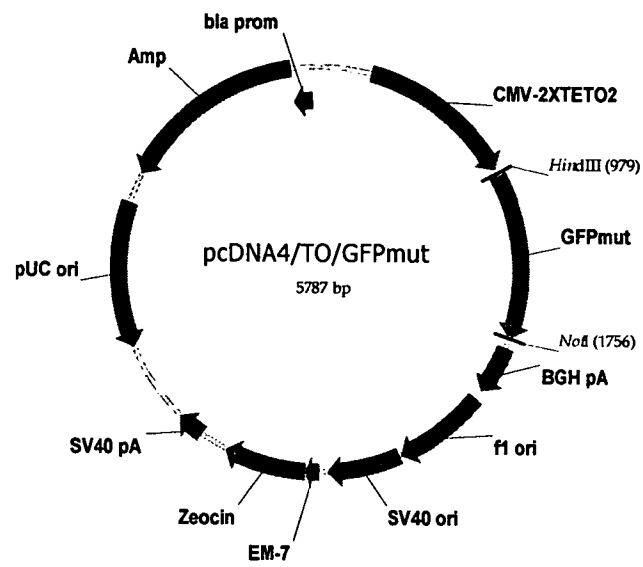 bla prom
Amp
CMV-2XTETO2
HindIII (979)
GFPmut
pcDNA4/TO/GFPmut
5787 bp
pUC ori
NotI (1756)
BGH pA
SV40 pA
f1 ori
Zeocin
SV40 ori
EM-7